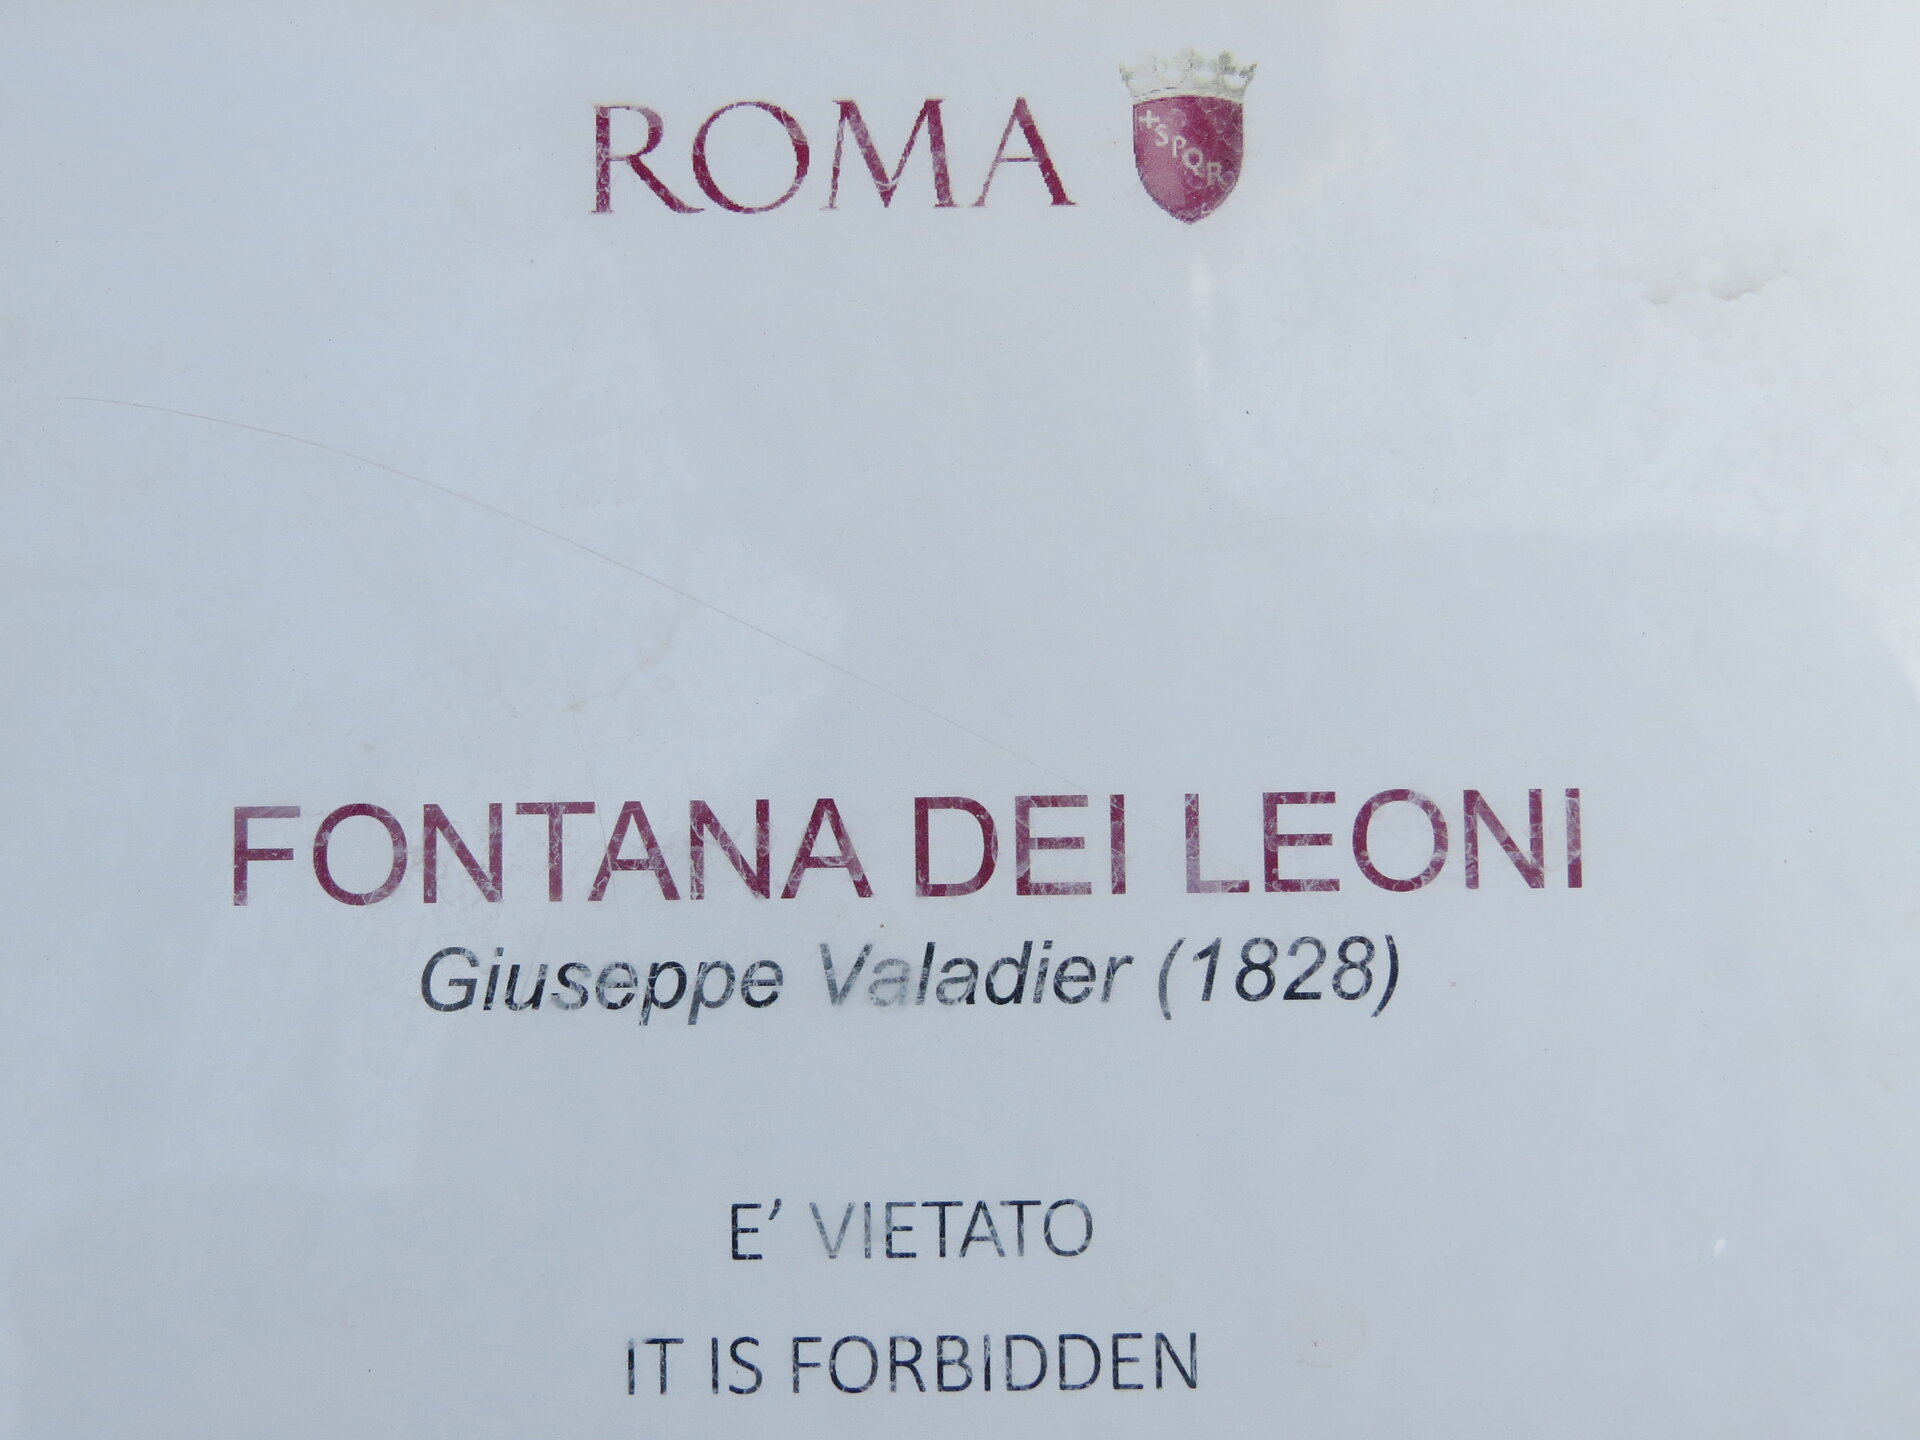 ROMA
+SPQR
FONTANA DEI LEONI
Giuseppe Valadier (1828)
E’ VIETATO
IT IS FORBIDDEN